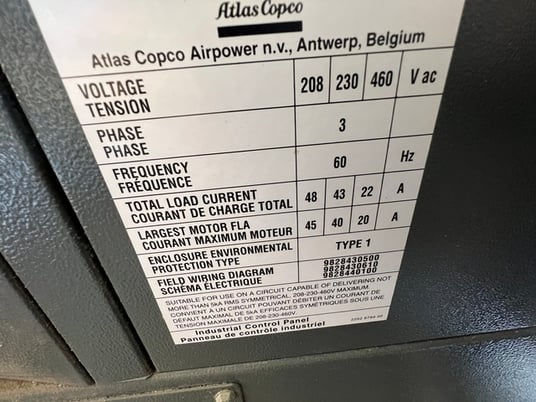 Atlas Copco
Atlas Copco Airpower n.v., Antwerp, Belgium
VOLTAGE
TENSION
208 230 460 V ac
PHASE
PHASE
3
FREQUENCY
FRÉQUENCE
60 Hz
TOTAL LOAD CURRENT
COURANT DE CHARGE TOTAL
48 43 22 A
LARGEST MOTOR FLA
COURANT MAXIMUM MOTEUR
45 40 20 A
ENCLOSURE ENVIRONMENTAL
PROTECTION TYPE
TYPE 1
FIELD WIRING DIAGRAM
SCHÉMA ÉLECTRIQUE
9828430500
9828430610
9828440100
SUITABLE FOR USE ON A CIRCUIT CAPABLE OF DELIVERING NOT
MORE THAN 5kA RMS SYMMETRICAL, 208-230-460V MAXIMUM.
CONVIENT À UN CIRCUIT POUVANT DÉBITER UN COURANT DE
DÉFAUT MAXIMAL DE 5kA EFFICACES SYMÉTRIQUES SOUS UNE
TENSION MAXIMALE DE 208-230-460V.
Industrial Control Panel
Panneau de contrôle industriel